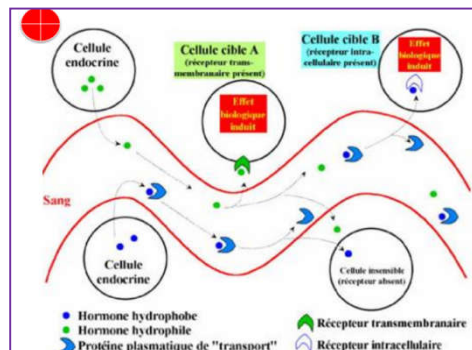 Cellule
endocrine
Cellule cible A
(récepteur trans-
membranaire présent)
Effet
biologique
induit
Cellule cible B
(récepteur intra-
cellulaire présent)
Effet
biologique
induit
Sang
Cellule
endocrine
Cellule insensible
(récepteur absent)
Hormone hydrophobe
Hormone hydrophile
Protéine plasmatique de "transport"
Récepteur transmembranaire
Récepteur intracellulaire